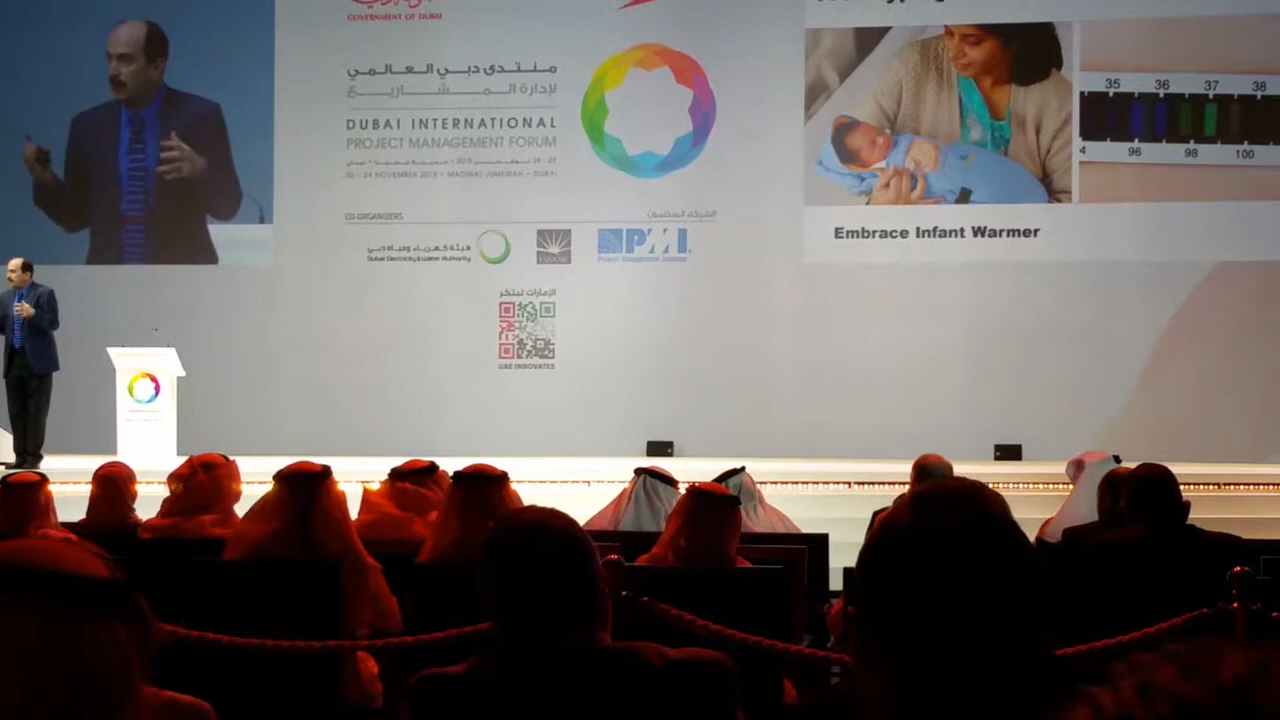 GOVERNMENT OF DUBAI
منتدى دبي العالمي
لإدارة المشاريع
DUBAI INTERNATIONAL
PROJECT MANAGEMENT FORUM
22 - 24 NOVEMBER 2015 • MADINAT JUMEIRAH • DUBAI
CO-ORGANIZERS
الشركاء المنظمون
هيئة كهرباء ومياه دبي
Dubai Electricity & Water Authority
EMAAR
PMI
Project Management Institute
الإمارات تبتكر
UAE INNOVATES
35 36 37 38
96 98 100
Embrace Infant Warmer